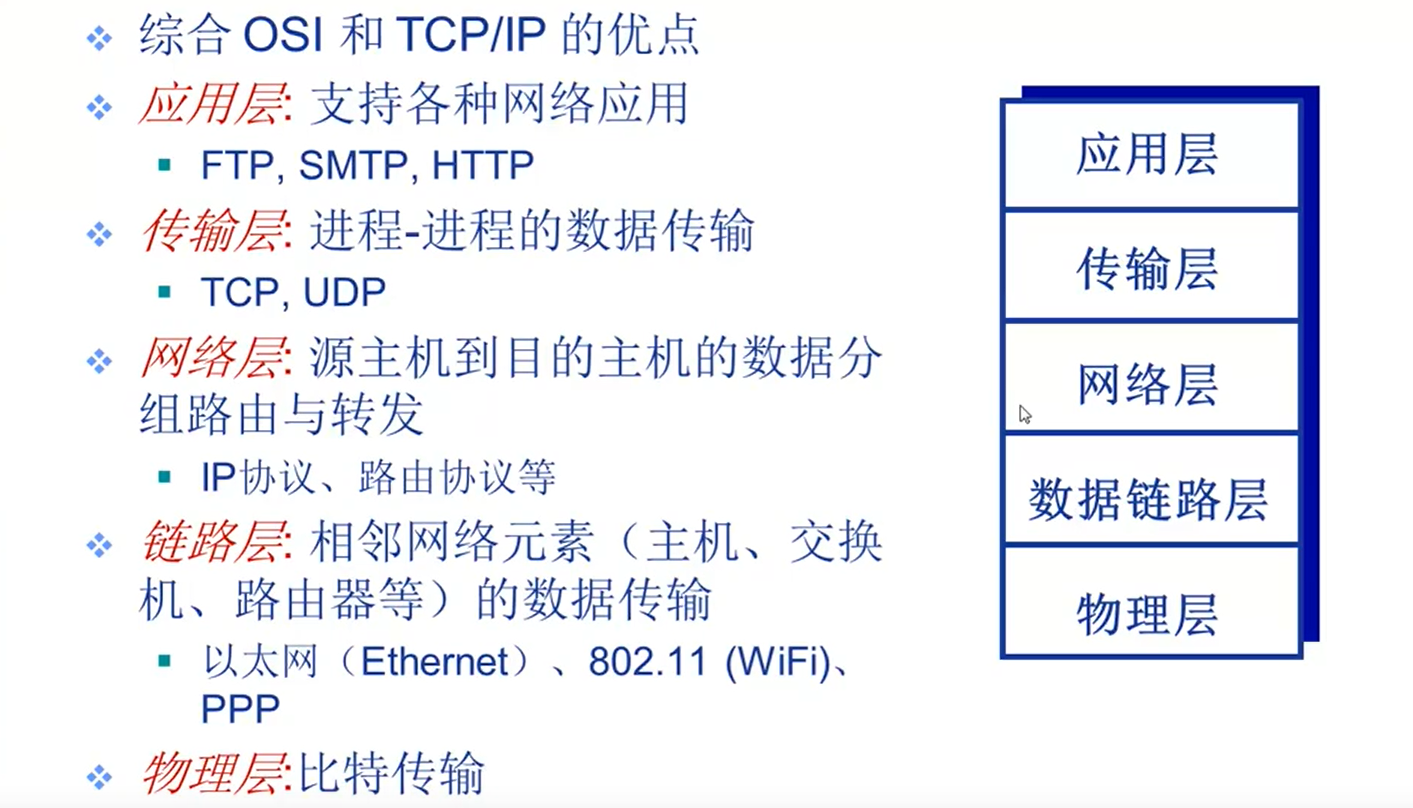 综合 OSI 和 TCP/IP 的优点
应用层: 支持各种网络应用
FTP, SMTP, HTTP
传输层: 进程-进程的数据传输
TCP, UDP
网络层: 源主机到目的主机的数据分
组路由与转发
IP协议、路由协议等
链路层: 相邻网络元素（主机、交换
机、路由器等）的数据传输
以太网（Ethernet）、802.11 (WiFi)、
PPP
物理层:比特传输
应用层
传输层
网络层
数据链路层
物理层